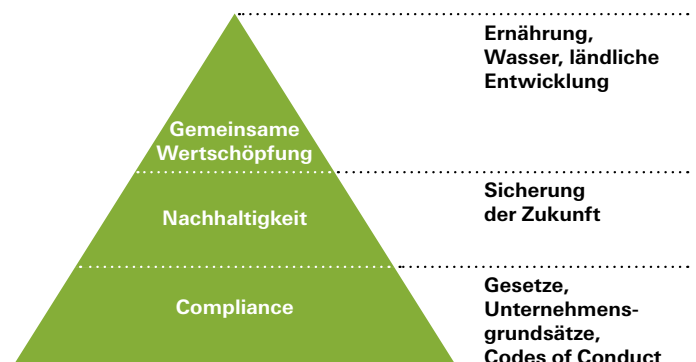 Ernährung,
Wasser, ländliche
Entwicklung
Gemeinsame
Wertschöpfung
Sicherung
der Zukunft
Nachhaltigkeit
Gesetze,
Unternehmens-
grundsätze,
Codes of Conduct
Compliance